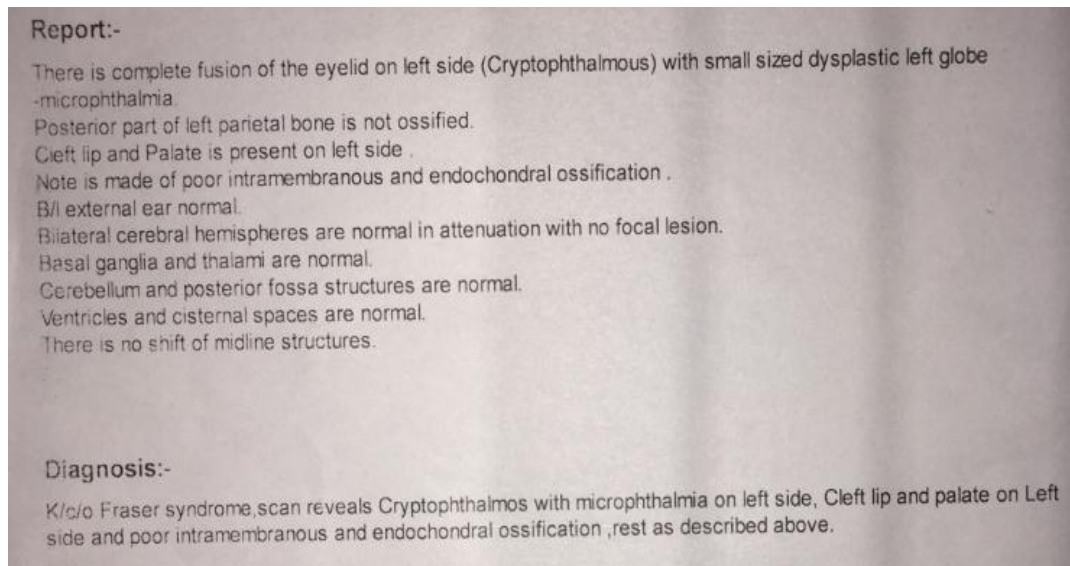 Report:-
There is complete fusion of the eyelid on left side (Cryptophthalmous) with small sized dysplastic left globe
-microphthalmia.
Posterior part of left parietal bone is not ossified.
Cleft lip and Palate is present on left side .
Note is made of poor intramembranous and endochondral ossification .
B/l external ear normal.
Bilateral cerebral hemispheres are normal in attenuation with no focal lesion.
Basal ganglia and thalami are normal.
Cerebellum and posterior fossa structures are normal.
Ventricles and cisternal spaces are normal.
There is no shift of midline structures.
Diagnosis:-
K/c/o Fraser syndrome,scan reveals Cryptophthalmos with microphthalmia on left side, Cleft lip and palate on Left
side and poor intramembranous and endochondral ossification ,rest as described above.